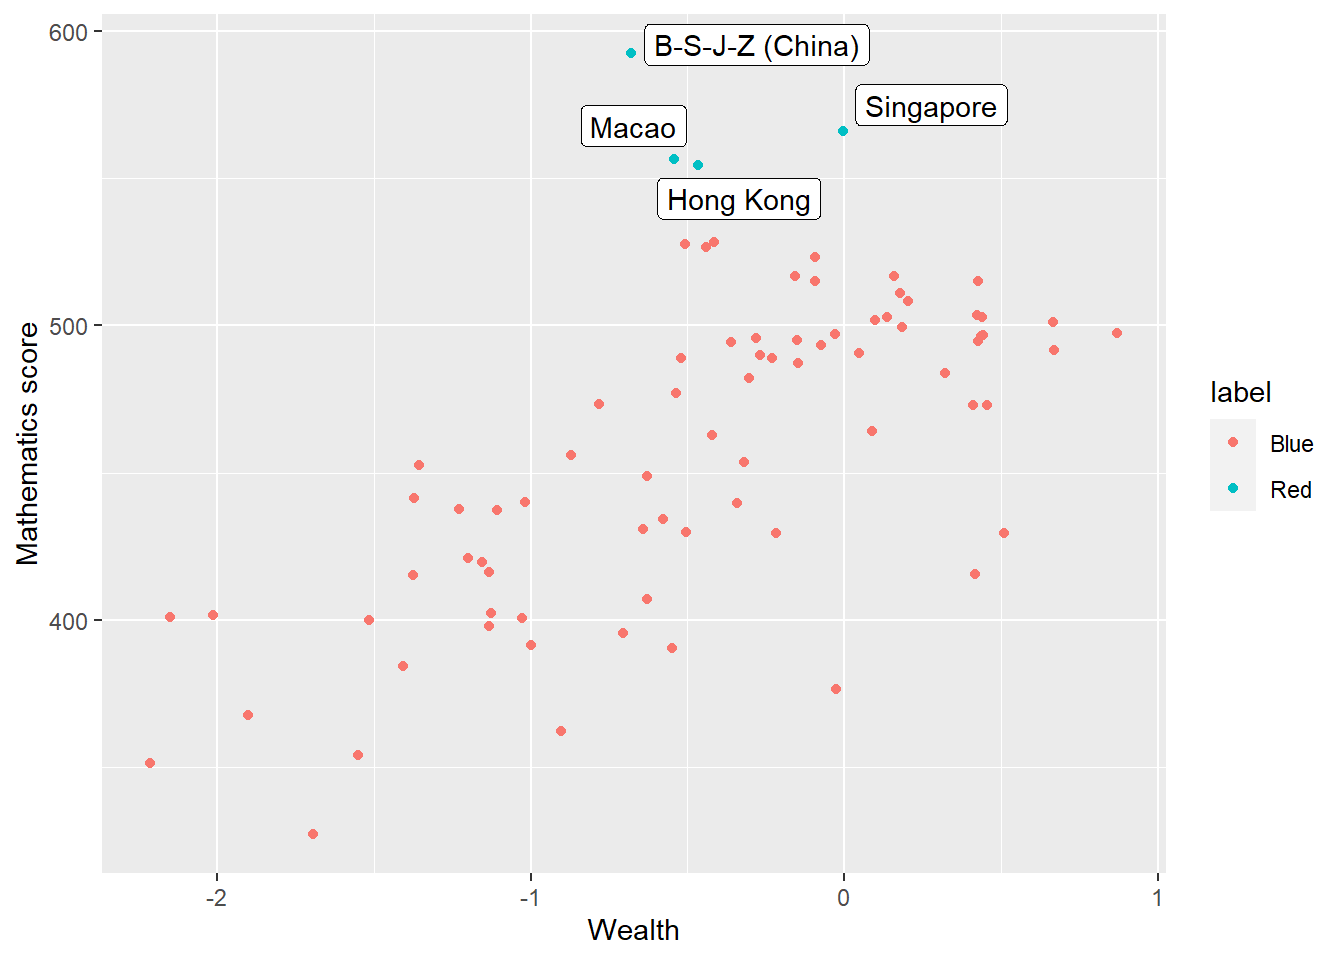 600
B-S-J-Z (China)
Singapore
Macao
Hong Kong
500
400
Mathematics score
-2
-1
0
1
Wealth
label
Blue
Red